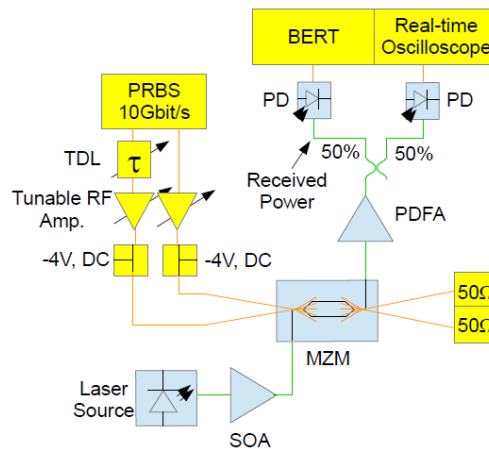 BERT
Real-time
Oscilloscope
PRBS
10Gbit/s
PD
PD
TDL
τ
50%
50%
Received
Power
Tunable RF
Amp.
PDFA
-4V, DC
-4V, DC
50Ω
50Ω
MZM
Laser
Source
SOA